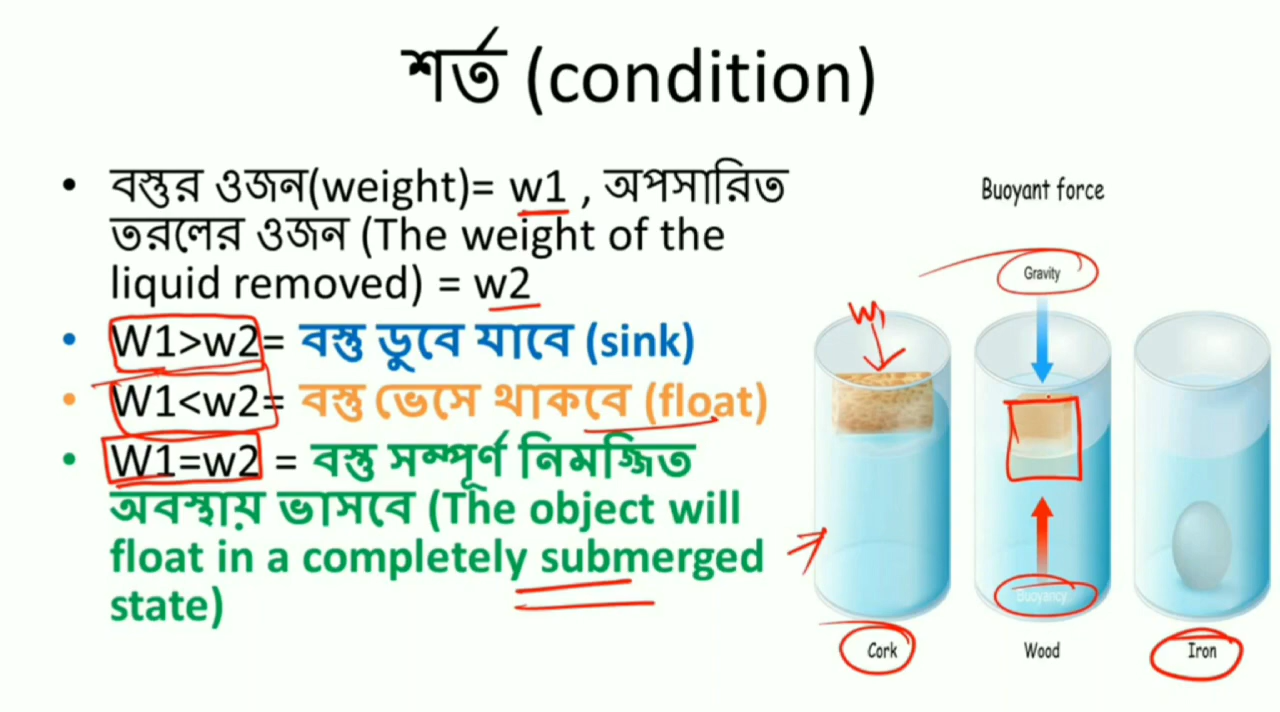 শর্ত (condition)
• বস্তুর ওজন(weight)= w1 , অপসারিত
তরলের ওজন (The weight of the
liquid removed) = w2
• W1>w2= বস্তু ডুবে যাবে (sink)
• W1<w2= বস্তু ভেসে থাকবে (float)
• W1=w2 = বস্তু সম্পূর্ণ নিমজ্জিত
অবস্থায় ভাসবে (The object will
float in a completely submerged
state)
Buoyant force
Gravity
W1
Buoyancy
Cork
Wood
Iron